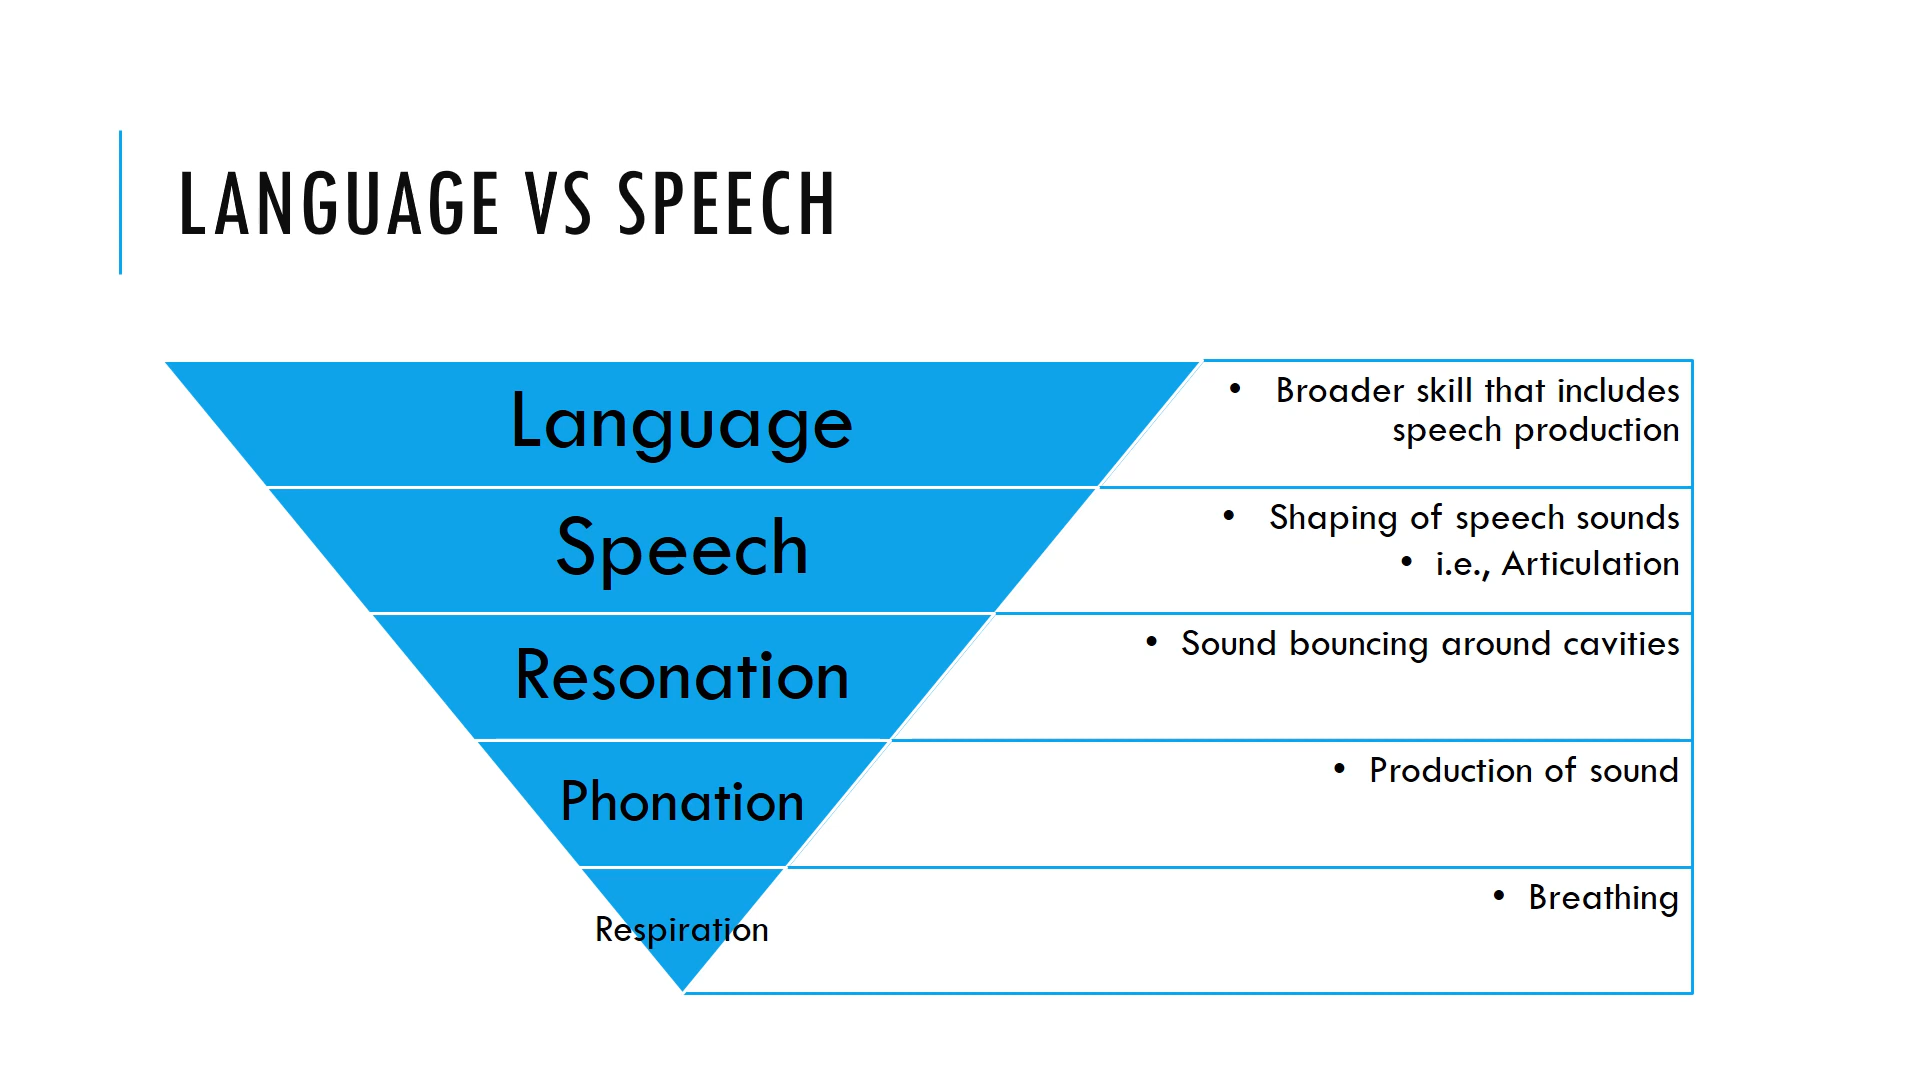 LANGUAGE VS SPEECH
Language
• Broader skill that includes
speech production
Speech
• Shaping of speech sounds
• i.e., Articulation
Resonation
• Sound bouncing around cavities
Phonation
• Production of sound
Respiration
• Breathing